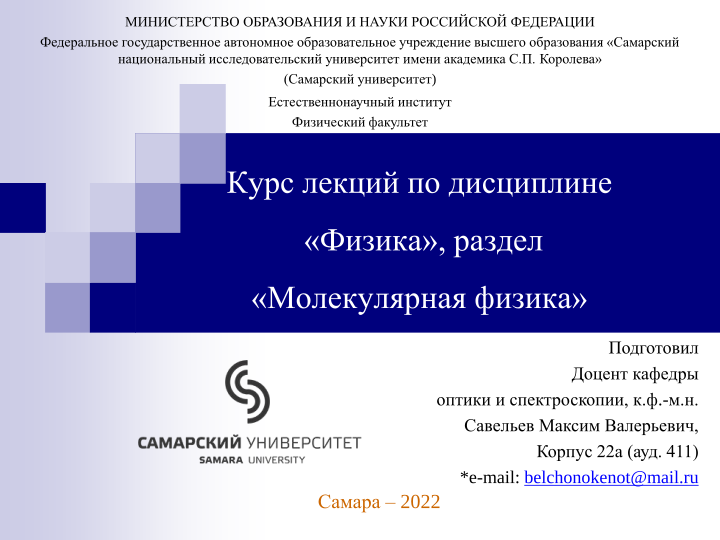 МИНИСТЕРСТВО ОБРАЗОВАНИЯ И НАУКИ РОССИЙСКОЙ ФЕДЕРАЦИИ
Федеральное государственное автономное образовательное учреждение высшего образования «Самарский
национальный исследовательский университет имени академика С.П. Королева»
(Самарский университет)
Естественнонаучный институт
Физический факультет
Курс лекций по дисциплине
«Физика», раздел
«Молекулярная физика»
Подготовил
Доцент кафедры
оптики и спектроскопии, к.ф.-м.н.
Савельев Максим Валерьевич,
Корпус 22а (ауд. 411)
*e-mail: belchonokenot@mail.ru
САМАРСКИЙ УНИВЕРСИТЕТ
SAMARA UNIVERSITY
Самара – 2022